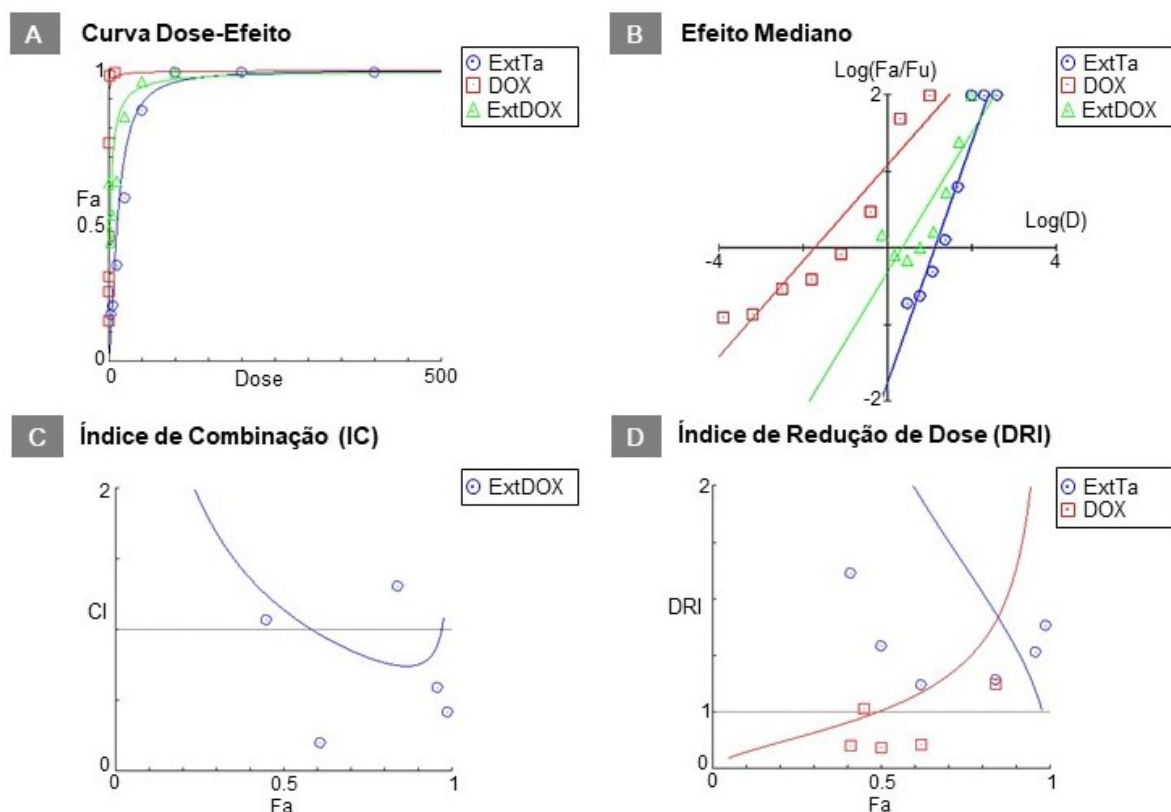 A Curva Dose-Efeito
1
Fa
0.5
0
0
Dose
500
ExtTa
DOX
ExtDOX
B Efeito Mediano
Log(Fa/Fu)
2
Log(D)
-4
4
-2
ExtTa
DOX
ExtDOX
C Índice de Combinação (IC)
2
CI
0
0
0.5
1
Fa
ExtDOX
D Índice de Redução de Dose (DRI)
2
DRI
1
0
0
0.5
1
Fa
ExtTa
DOX